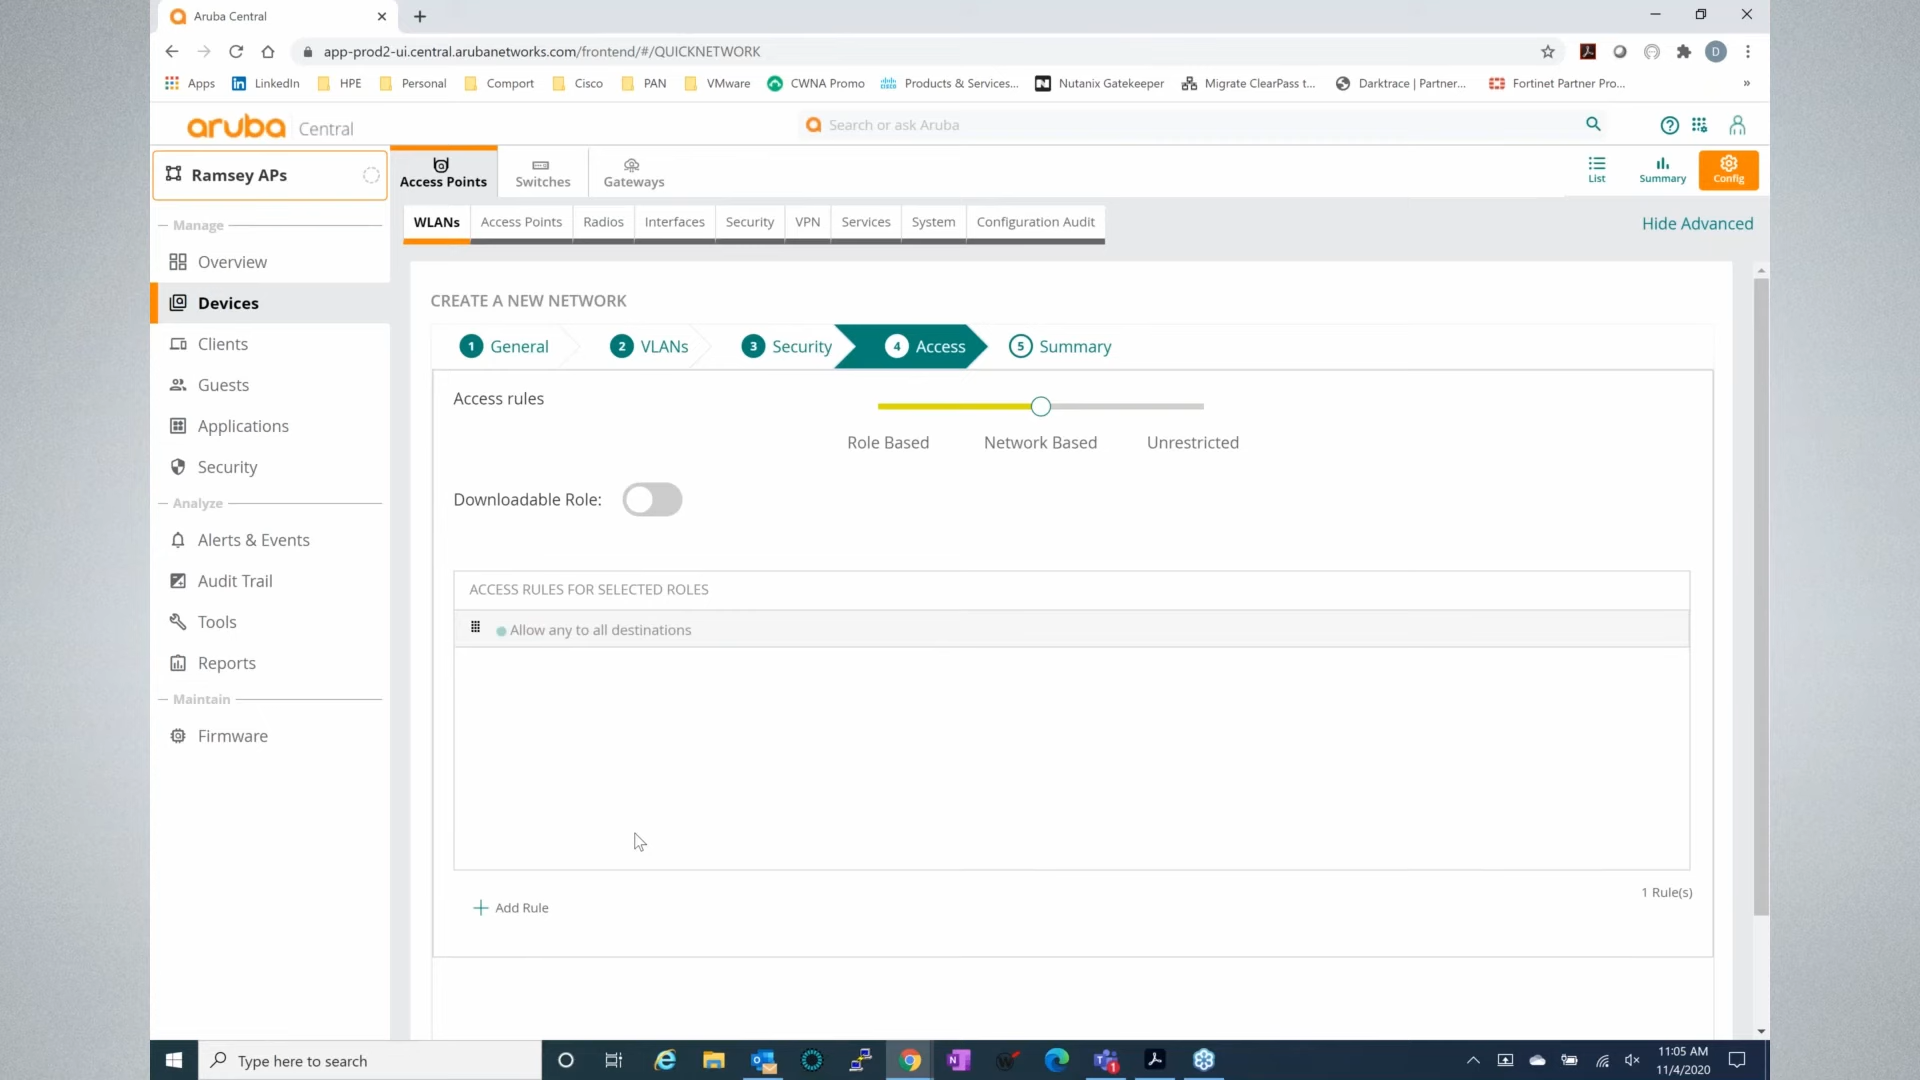 Aruba Central
app-prod2-ui.central.arubanetworks.com/frontend/#/QUICKNETWORK
D
Apps
LinkedIn
HPE
Personal
Comport
Cisco
PAN
VMware
CWNA Promo
Products & Services...
Nutanix Gatekeeper
Migrate ClearPass t...
Darktrace | Partner...
Fortinet Partner Pro...
»
aruba Central
Search or ask Aruba
Ramsey APs
Access Points
Switches
Gateways
List
Summary
Config
WLANs
Access Points
Radios
Interfaces
Security
VPN
Services
System
Configuration Audit
Hide Advanced
Manage
Overview
Devices
Clients
Guests
Applications
Security
Analyze
Alerts & Events
Audit Trail
Tools
Reports
Maintain
Firmware
CREATE A NEW NETWORK
1 General
2 VLANs
3 Security
4 Access
5 Summary
Access rules
Role Based
Network Based
Unrestricted
Downloadable Role:
ACCESS RULES FOR SELECTED ROLES
Allow any to all destinations
1 Rule(s)
+ Add Rule
Type here to search
11:05 AM
11/4/2020